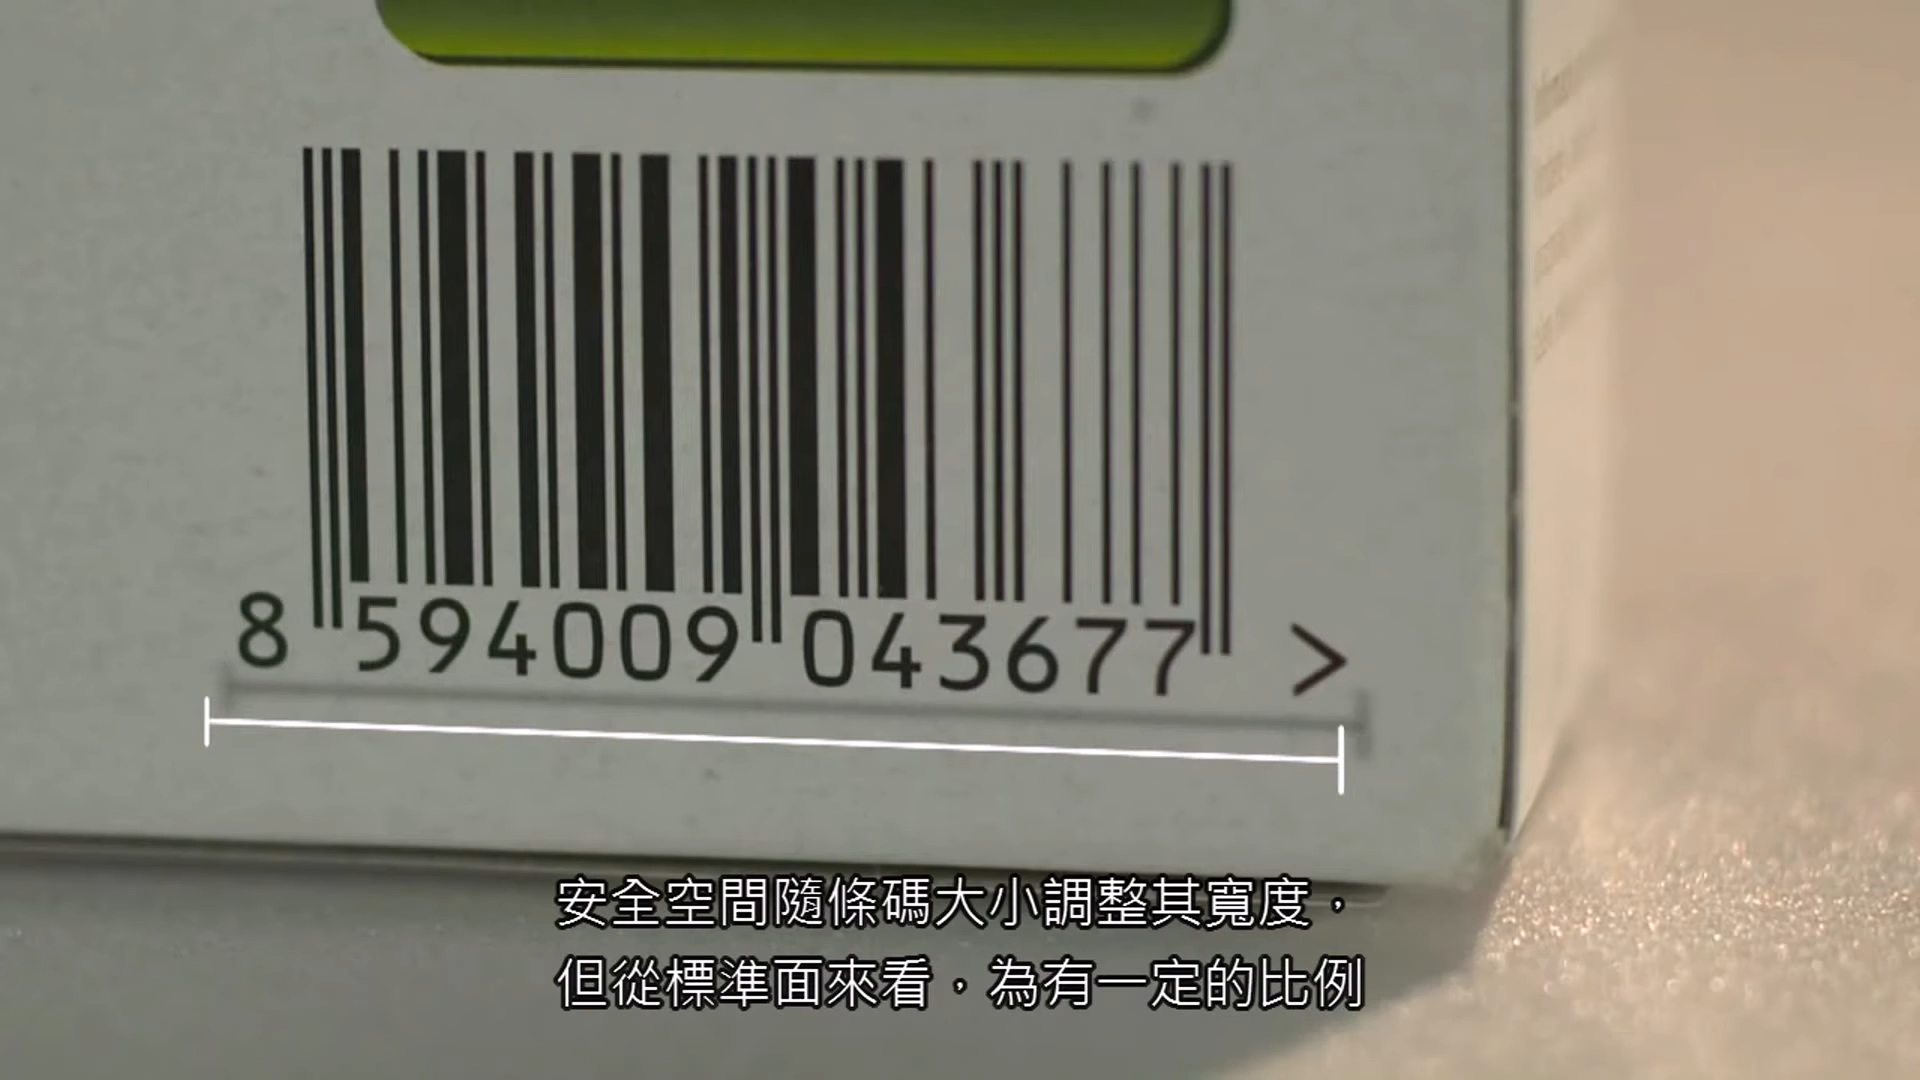 8 594009 043677 >
安全空間隨條碼大小調整其寬度，
但從標準面來看，為有一定的比例